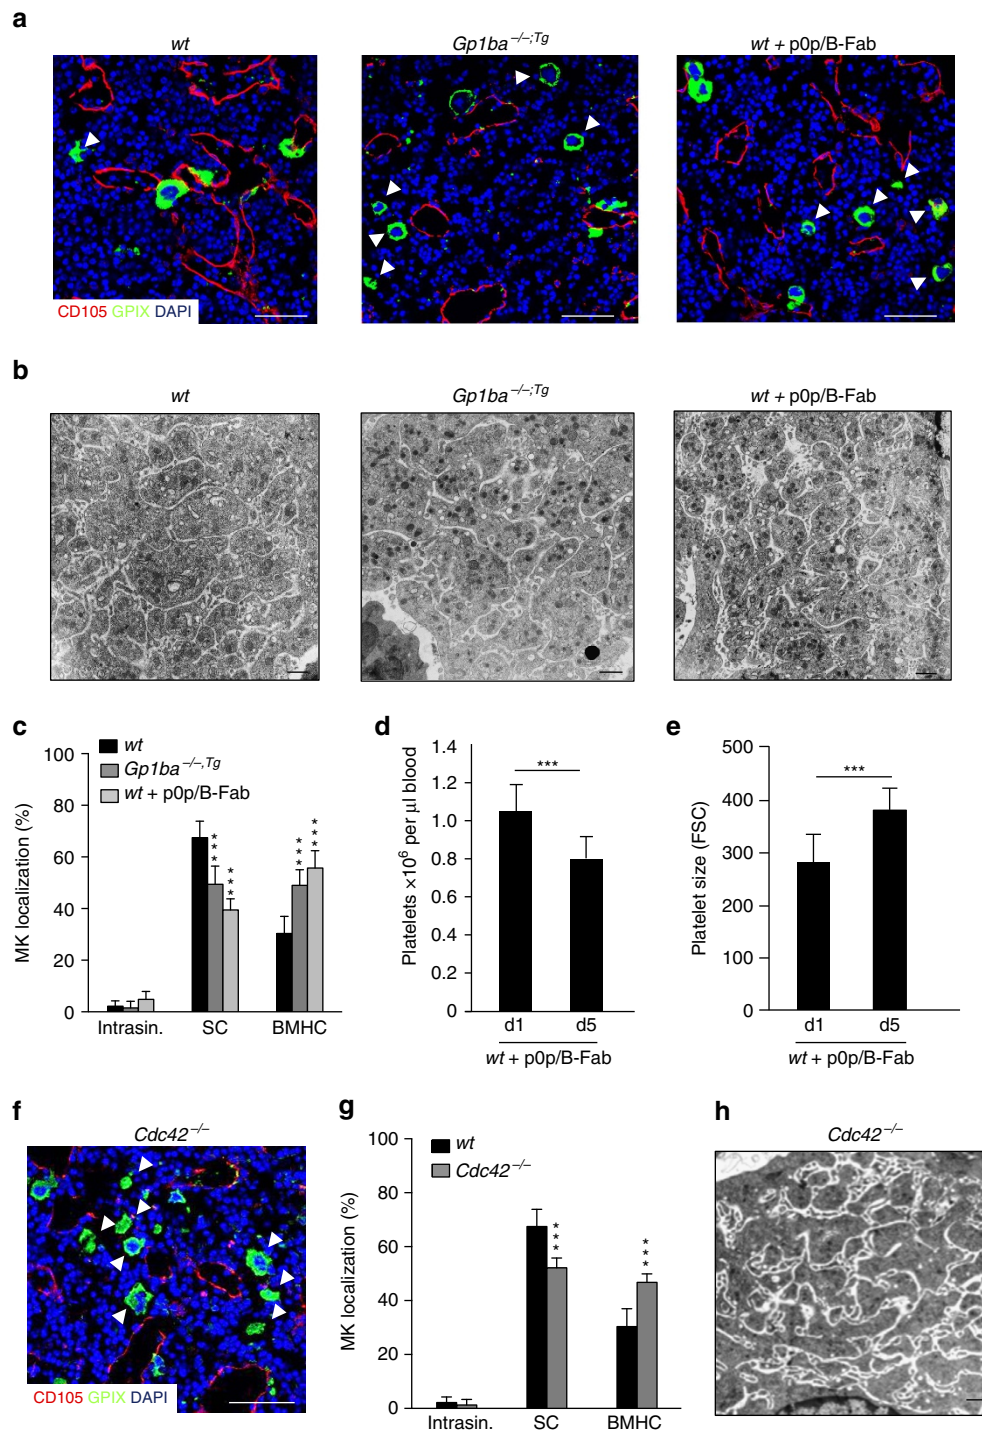 a
wt
Gp1ba−/−;Tg
wt + p0p/B-Fab
CD105 GPIX DAPI
b
wt
Gp1ba−/−;Tg
wt + p0p/B-Fab
c
wt
Gp1ba−/−,Tg
wt + p0p/B-Fab
MK localization (%)
100
80
60
40
20
0
***
***
***
***
Intrasin.
SC
BMHC
d
Platelets ×10⁶ per µl blood
1.4
1.2
1.0
0.8
0.6
0.4
0.2
0
***
d1
d5
wt + p0p/B-Fab
e
Platelet size (FSC)
500
400
300
200
100
0
***
d1
d5
wt + p0p/B-Fab
f
Cdc42−/−
CD105 GPIX DAPI
g
wt
Cdc42−/−
MK localization (%)
100
80
60
40
20
0
***
***
Intrasin.
SC
BMHC
h
Cdc42−/−